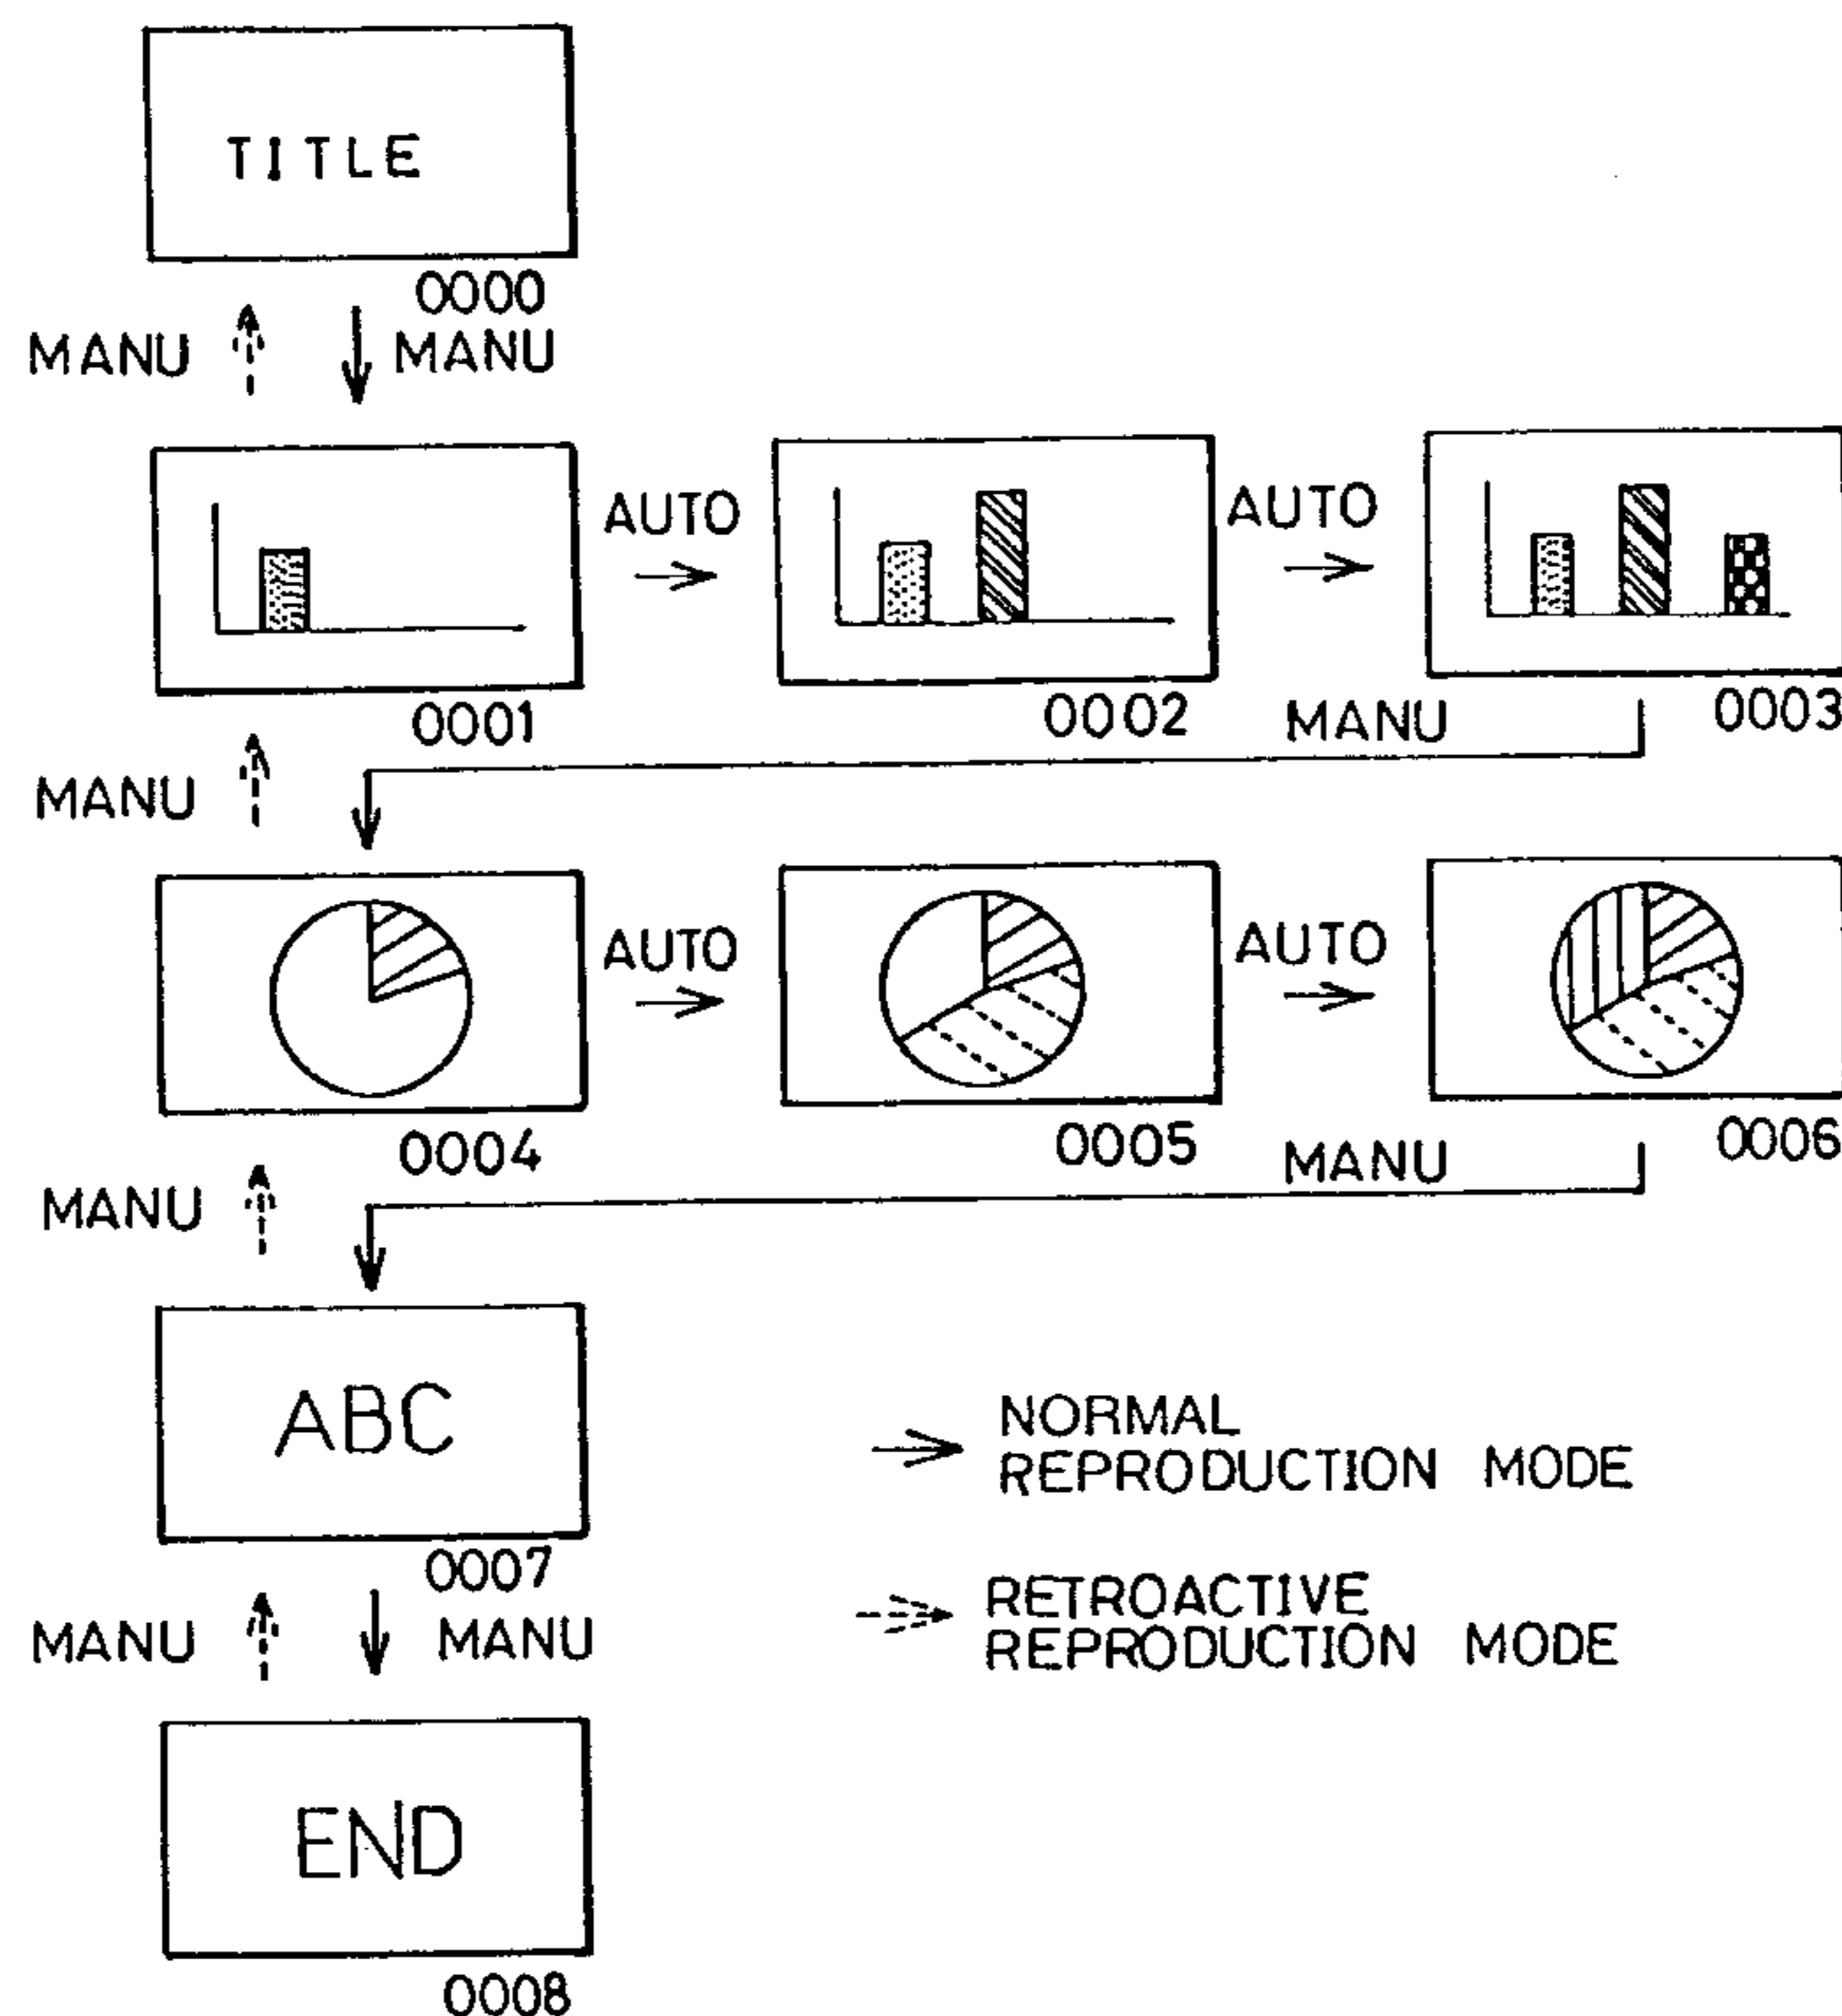 TITLE
0000
MANU
MANU
AUTO
AUTO
0001
0002
MANU
0003
MANU
AUTO
AUTO
0004
0005
MANU
0006
MANU
ABC
0007
NORMAL
REPRODUCTION MODE
MANU
MANU
RETROACTIVE
REPRODUCTION MODE
END
0008